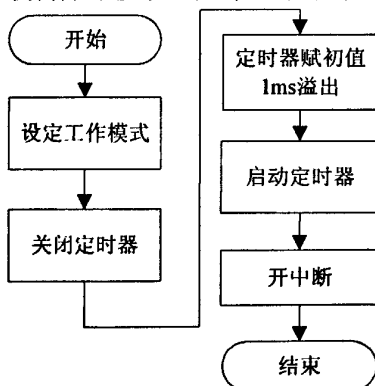 开始
设定工作模式
关闭定时器
定时器赋初值
1ms溢出
启动定时器
开中断
结束